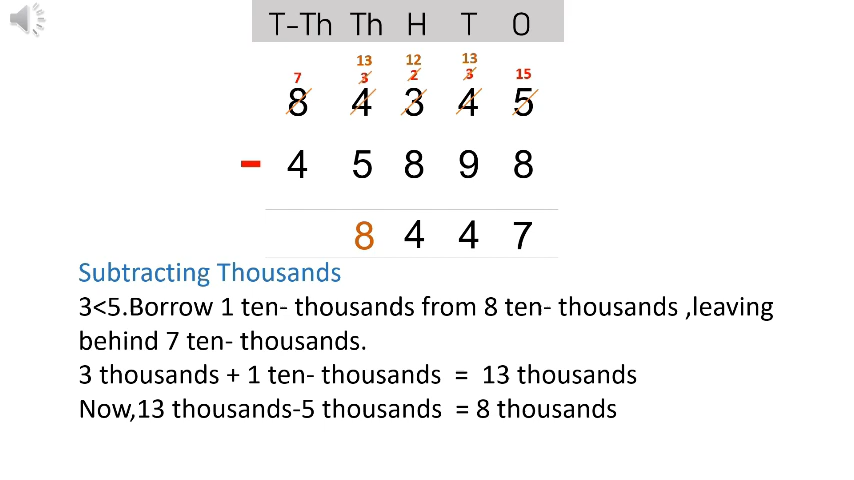 T-Th Th H T O
13 12 13
7 3 2 3 15
8 4 3 4 5
- 4 5 8 9 8
8 4 4 7
Subtracting Thousands
3<5.Borrow 1 ten- thousands from 8 ten- thousands ,leaving
behind 7 ten- thousands.
3 thousands + 1 ten- thousands = 13 thousands
Now,13 thousands-5 thousands = 8 thousands